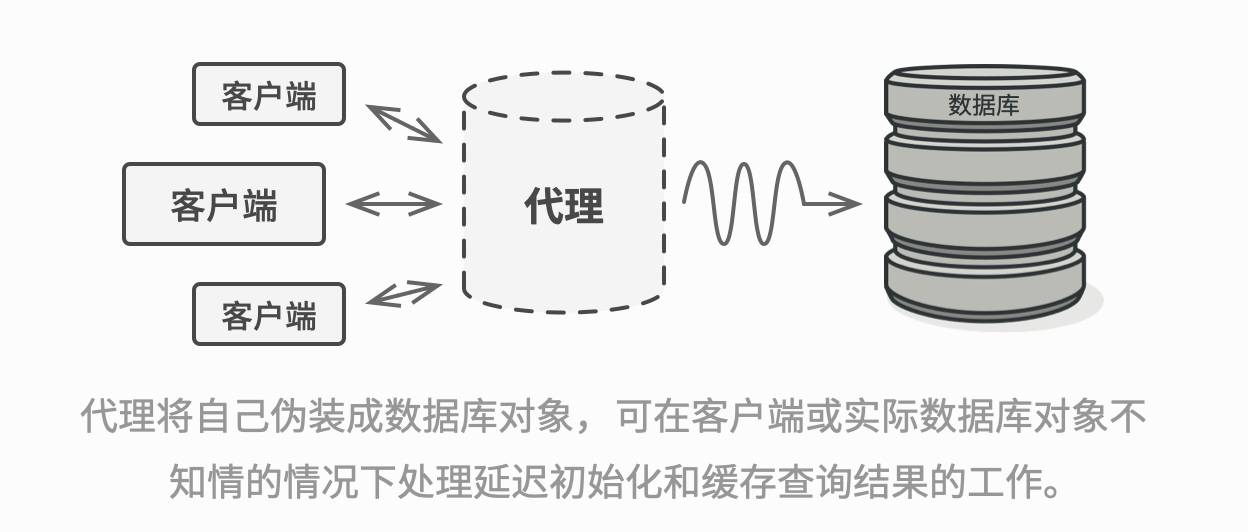 客户端
客户端
客户端
代理
数据库
代理将自己伪装成数据库对象，可在客户端或实际数据库对象不
知情的情况下处理延迟初始化和缓存查询结果的工作。